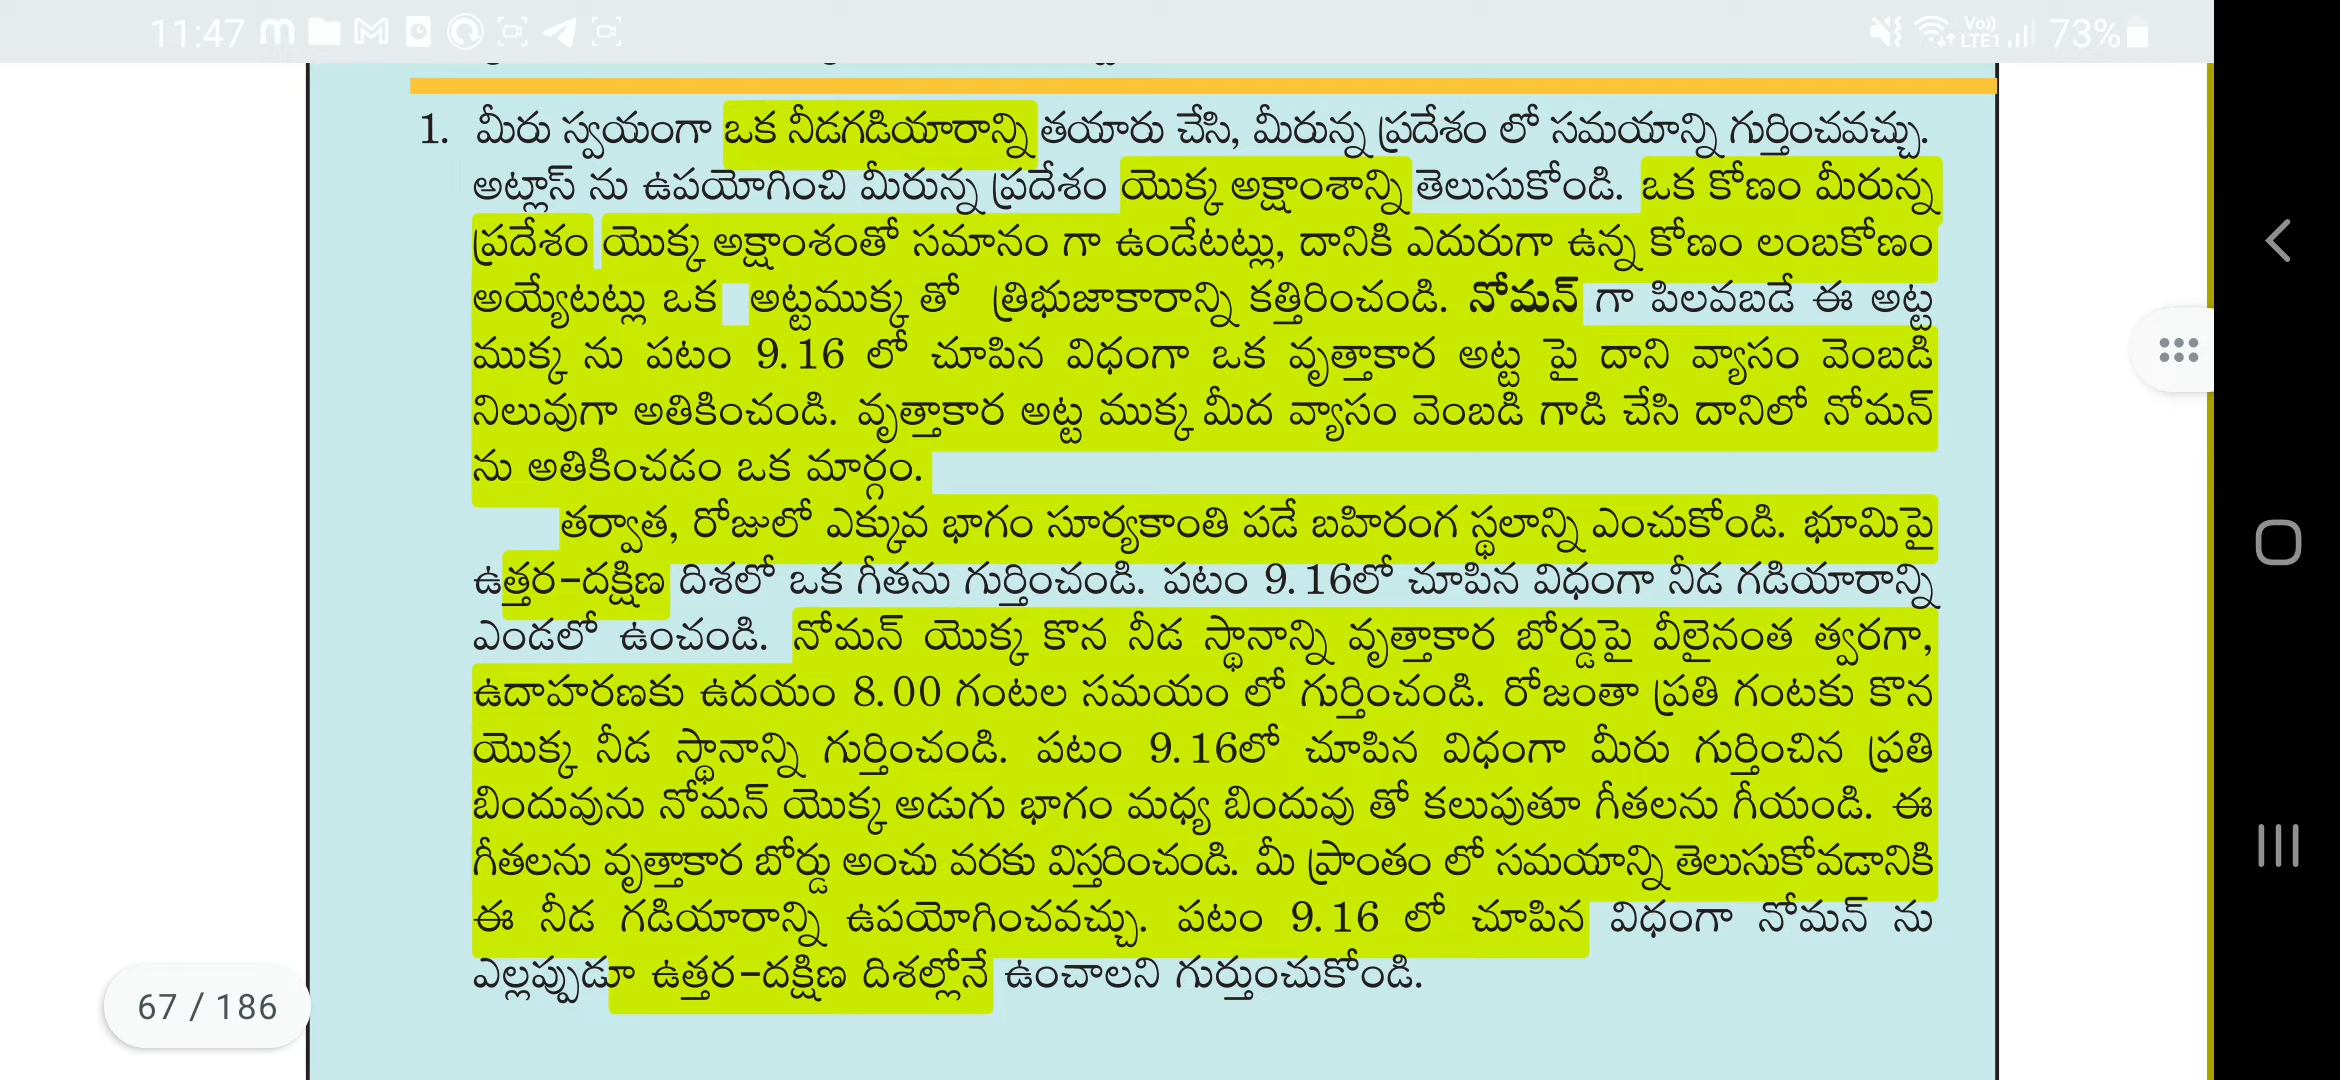 11:47
Vo)) LTE1 73%
1. మీరు స్వయంగా ఒక నీడగడియారాన్ని తయారు చేసి, మీరున్న ప్రదేశం లో సమయాన్ని గుర్తించవచ్చు.
అట్లాస్ ను ఉపయోగించి మీరున్న ప్రదేశం యొక్క అక్షాంశాన్ని తెలుసుకోండి. ఒక కోణం మీరున్న
ప్రదేశం యొక్క అక్షాంశంతో సమానం గా ఉండేటట్లు, దానికి ఎదురుగా ఉన్న కోణం లంబకోణం
అయ్యేటట్లు ఒక అట్టముక్క తో త్రిభుజాకారాన్ని కత్తిరించండి. నోమన్ గా పిలవబడే ఈ అట్ట
ముక్క ను పటం 9.16 లో చూపిన విధంగా ఒక వృత్తాకార అట్ట పై దాని వ్యాసం వెంబడి
నిలువుగా అతికించండి. వృత్తాకార అట్ట ముక్క మీద వ్యాసం వెంబడి గాడి చేసి దానిలో నోమన్
ను అతికించడం ఒక మార్గం.
తర్వాత, రోజులో ఎక్కువ భాగం సూర్యకాంతి పడే బహిరంగ స్థలాన్ని ఎంచుకోండి. భూమిపై
ఉత్తర-దక్షిణ దిశలో ఒక గీతను గుర్తించండి. పటం 9.16లో చూపిన విధంగా నీడ గడియారాన్ని
ఎండలో ఉంచండి. నోమన్ యొక్క కొన నీడ స్థానాన్ని వృత్తాకార బోర్డుపై వీలైనంత త్వరగా,
ఉదాహరణకు ఉదయం 8.00 గంటల సమయం లో గుర్తించండి. రోజంతా ప్రతి గంటకు కొన
యొక్క నీడ స్థానాన్ని గుర్తించండి. పటం 9.16లో చూపిన విధంగా మీరు గుర్తించిన ప్రతి
బిందువును నోమన్ యొక్క అడుగు భాగం మధ్య బిందువు తో కలుపుతూ గీతలను గీయండి. ఈ
గీతలను వృత్తాకార బోర్డు అంచు వరకు విస్తరించండి. మీ ప్రాంతం లో సమయాన్ని తెలుసుకోవడానికి
ఈ నీడ గడియారాన్ని ఉపయోగించవచ్చు. పటం 9.16 లో చూపిన విధంగా నోమన్ ను
ఎల్లప్పుడూ ఉత్తర-దక్షిణ దిశల్లోనే ఉంచాలని గుర్తుంచుకోండి.
67 / 186